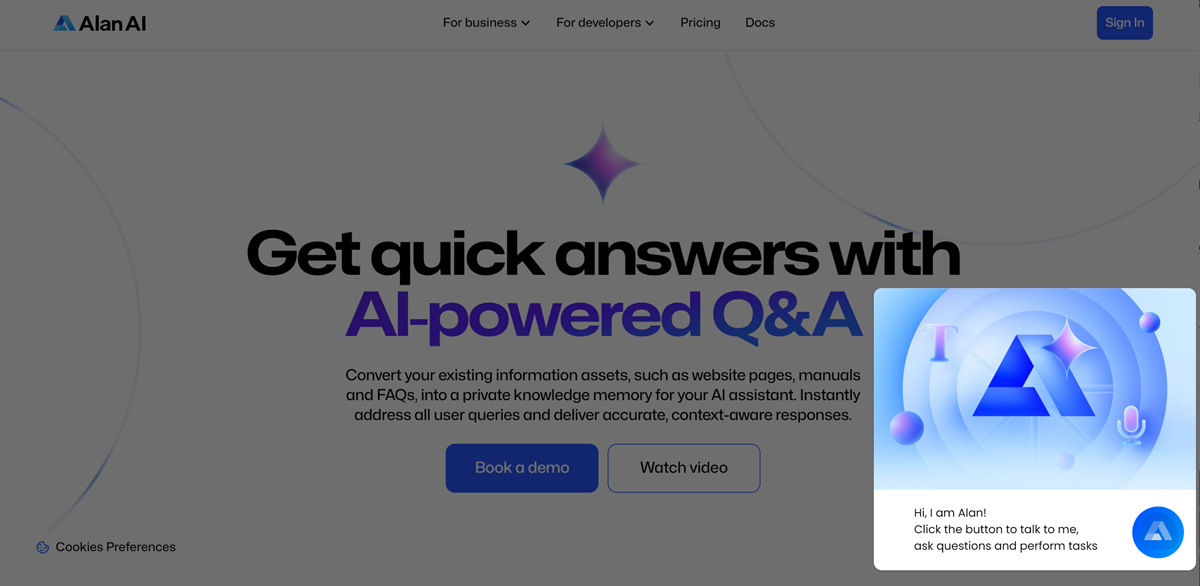 Alan AI
For business
For developers
Pricing
Docs
Sign In
Get quick answers with
AI-powered Q&A
Convert your existing information assets, such as website pages, manuals
and FAQs, into a private knowledge memory for your AI assistant. Instantly
address all user queries and deliver accurate, context-aware responses.
Book a demo
Watch video
Cookies Preferences
T
Hi, I am Alan!
Click the button to talk to me,
ask questions and perform tasks